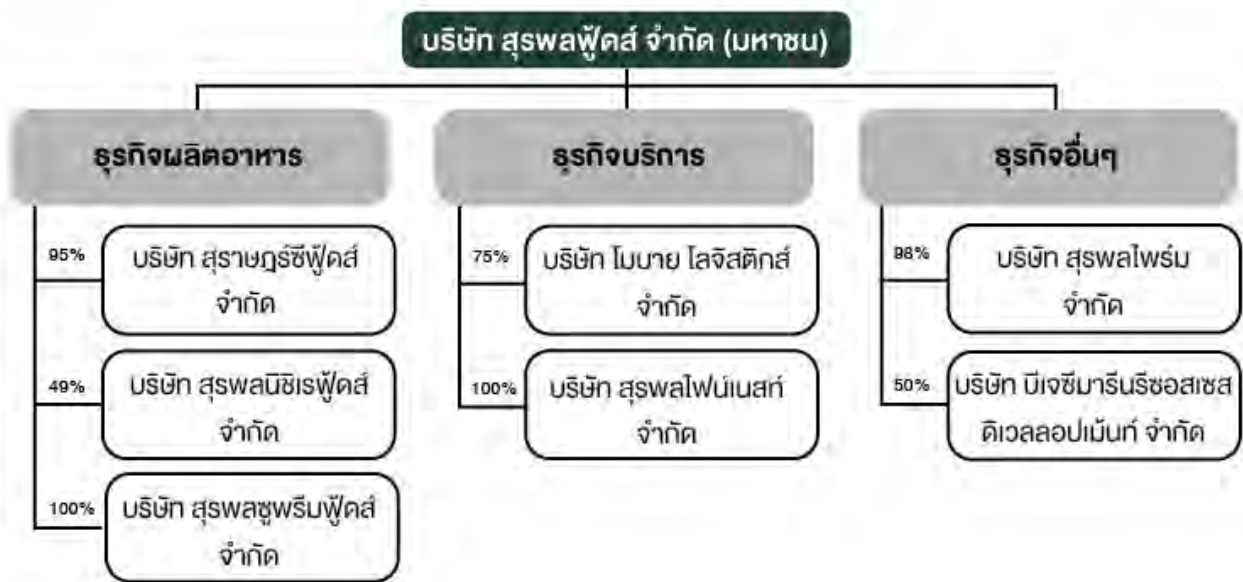 บริษัท สุรพลฟู้ดส์ จำกัด (มหาชน)
ธุรกิจผลิตอาหาร
95%
บริษัท สุราษฎร์ซีฟู้ดส์
จำกัด
49%
บริษัท สุรพลนิชิเรฟู้ดส์
จำกัด
100%
บริษัท สุรพลซูพรีมฟู้ดส์
จำกัด
ธุรกิจบริการ
75%
บริษัท โมบาย โลจิสติกส์
จำกัด
100%
บริษัท สุรพลไฟน์เนสท์
จำกัด
ธุรกิจอื่นๆ
98%
บริษัท สุรพลไพร์ม
จำกัด
50%
บริษัท บีเจซีมารีนรีซอสเซส
ดิเวลลอปเม้นท์ จำกัด